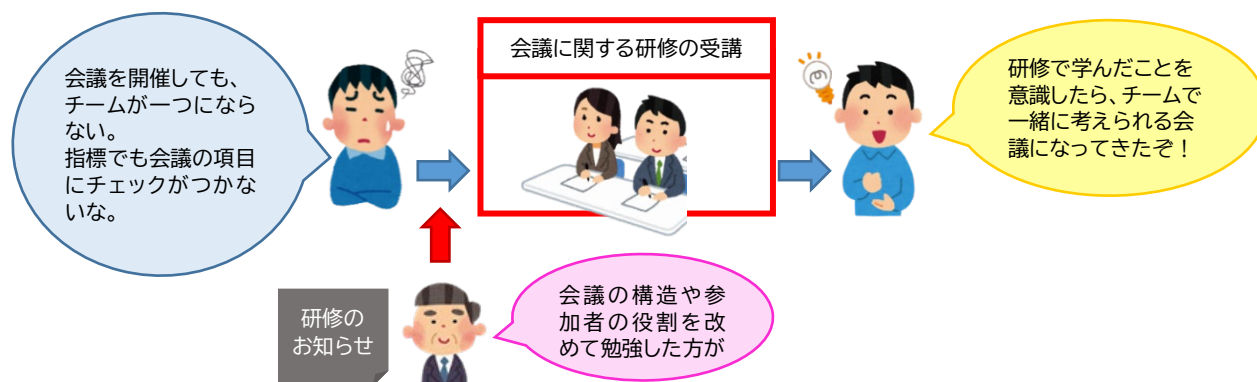 会議を開催しても、
チームが一つになら
ない。
指標でも会議の項目
にチェックがつかな
いな。
会議に関する研修の受講
研修で学んだことを
意識したら、チームで
一緒に考えられる会
議になってきたぞ！
研修の
お知らせ
会議の構造や参
加者の役割を改
めて勉強した方が